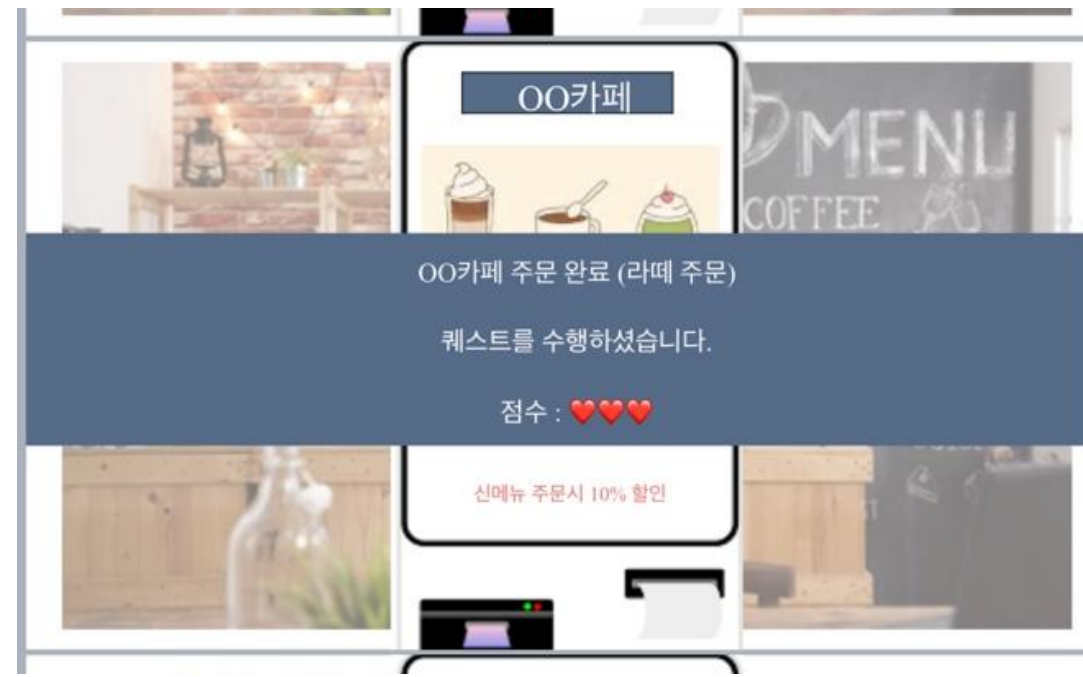 OO카페
MENU
COFFEE
OO카페 주문 완료 (라떼 주문)
퀘스트를 수행하셨습니다.
점수 : ❤️❤️❤️
신메뉴 주문시 10% 할인